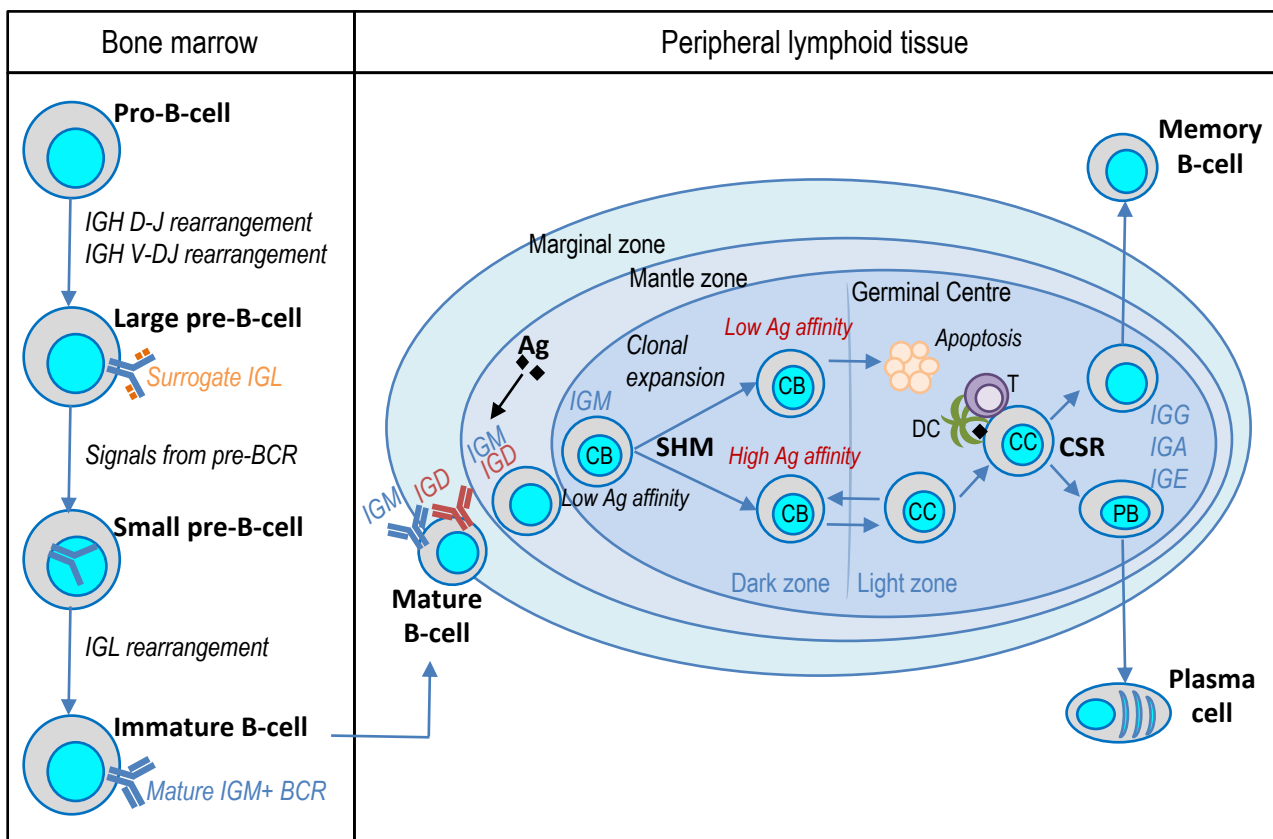 Bone marrow
Peripheral lymphoid tissue
Pro-B-cell
IGH D-J rearrangement
IGH V-DJ rearrangement
Large pre-B-cell
Surrogate IGL
Signals from pre-BCR
Small pre-B-cell
IGL rearrangement
Immature B-cell
Mature IGM+ BCR
Memory
B-cell
Marginal zone
Mantle zone
Germinal Centre
Ag
Clonal
expansion
Low Ag affinity
Apoptosis
CB
T
DC
IGM
CB
SHM
High Ag affinity
CC
CSR
IGG
IGA
IGE
IGM
IGD
IGM
IGD
Low Ag affinity
CB
CC
PB
Dark zone
Light zone
Mature
B-cell
Plasma
cell